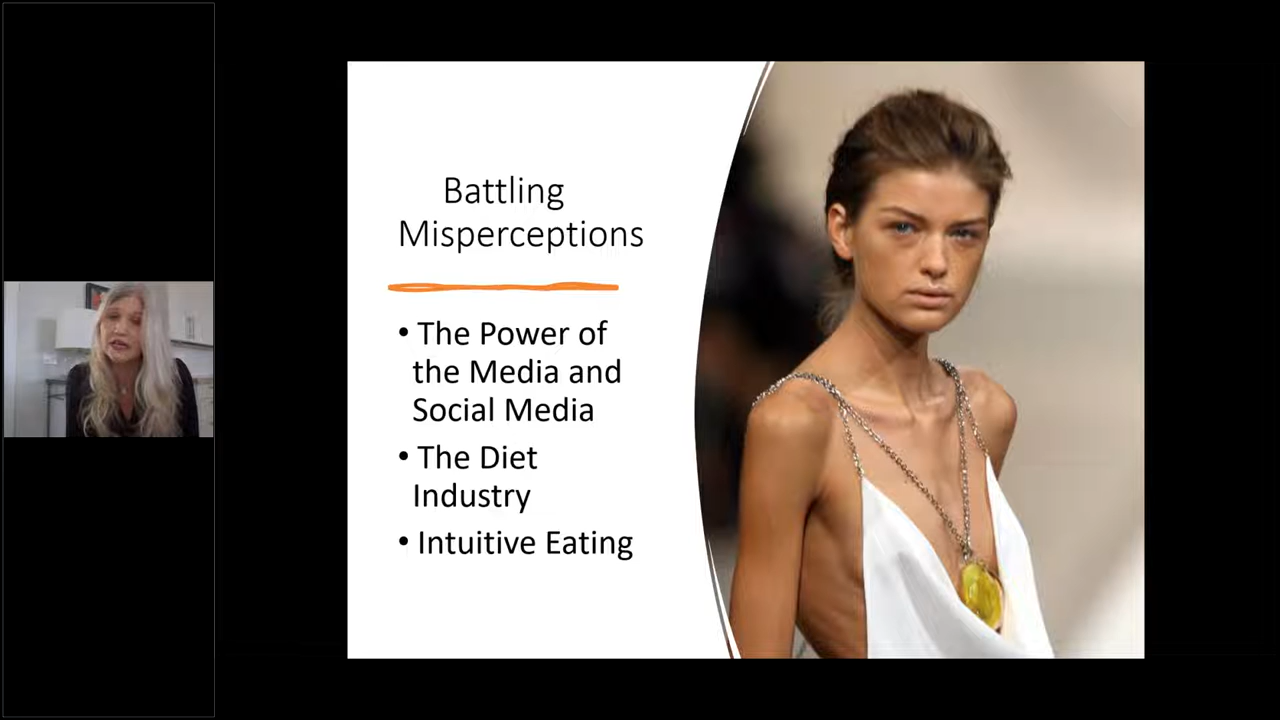 Battling
Misperceptions
• The Power of
the Media and
Social Media
• The Diet
Industry
• Intuitive Eating